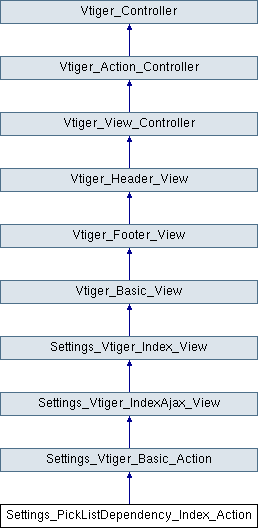 Vtiger_Controller
Vtiger_Action_Controller
Vtiger_View_Controller
Vtiger_Header_View
Vtiger_Footer_View
Vtiger_Basic_View
Settings_Vtiger_Index_View
Settings_Vtiger_IndexAjax_View
Settings_Vtiger_Basic_Action
Settings_PickListDependency_Index_Action